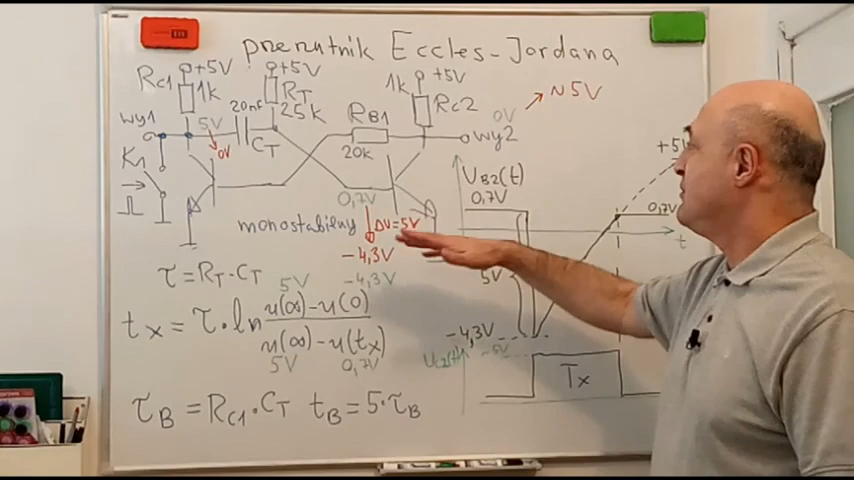 przerzutnik Eccles-Jordana
RC1 +5V
1k
+5V
RT
25k
1k +5V
RC2
0V
~5V
wy1
5V
0V
20nF
CT
RB1
20k
wy2
K1
UB2(t)
0,7V
+5V
0,7V
t
0,7V
monostabilny ΔU=5V
-4,3V
-4,3V
5V
τ=RT·CT
5V
tx=τ·ln u(∞)-u(0)
u(∞)-u(tx)
5V 0,7V
-4,3V
~5V
Tx
τB=RC1·CT tB=5·τB